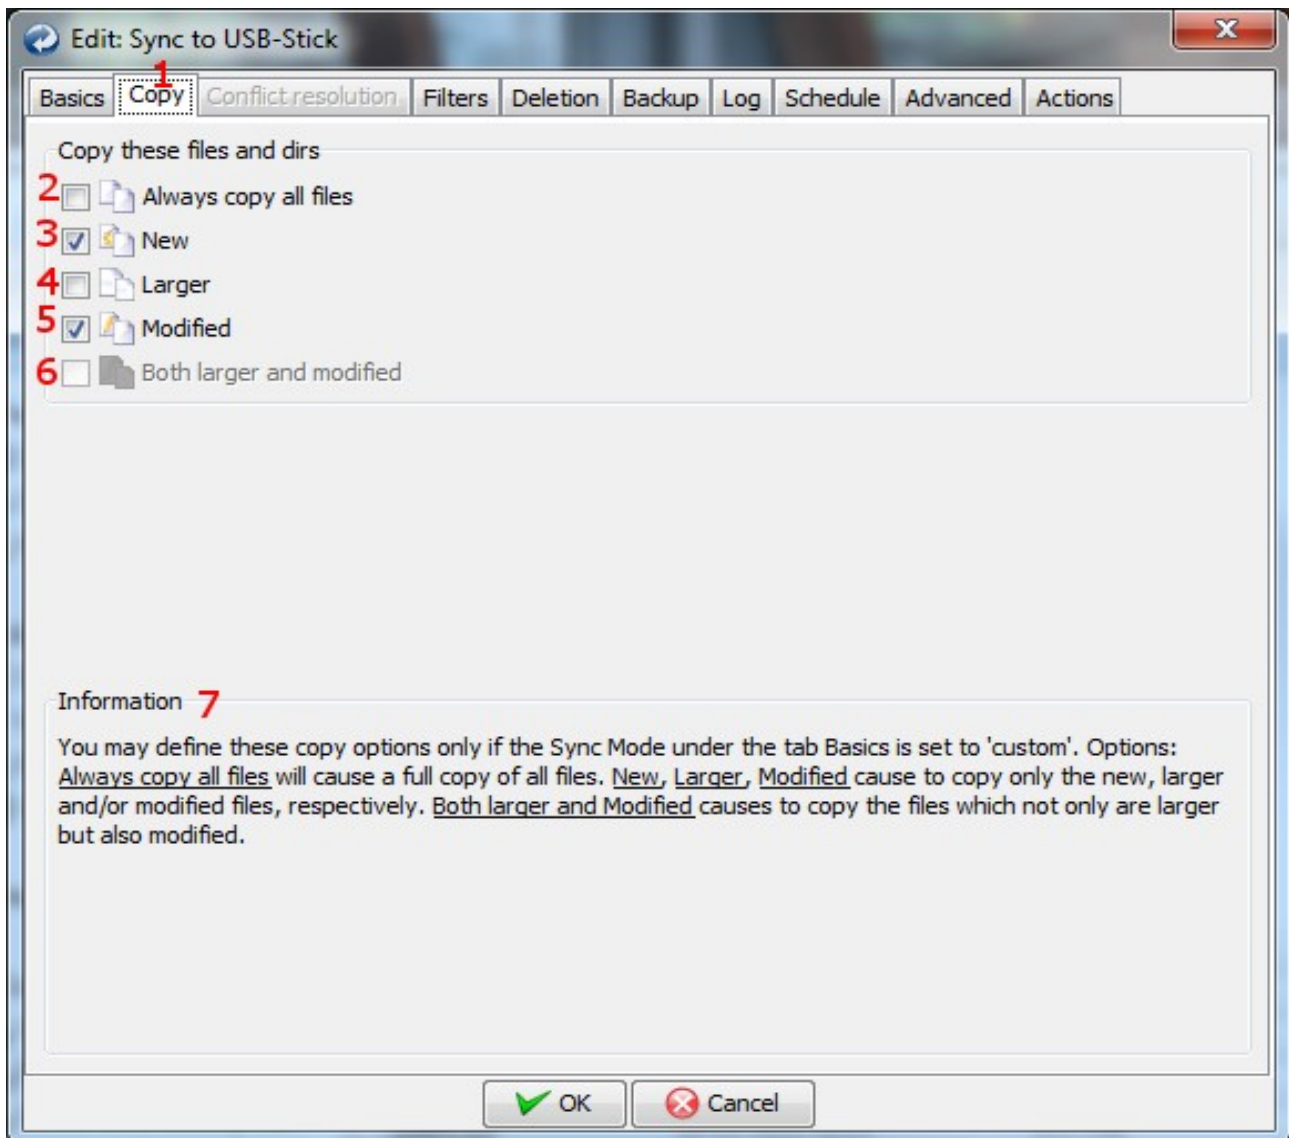 Edit: Sync to USB-Stick
1
Basics Copy Conflict resolution Filters Deletion Backup Log Schedule Advanced Actions
Copy these files and dirs
2 Always copy all files
3 New
4 Larger
5 Modified
6 Both larger and modified
Information 7
You may define these copy options only if the Sync Mode under the tab Basics is set to 'custom'. Options:
Always copy all files will cause a full copy of all files. New, Larger, Modified cause to copy only the new, larger
and/or modified files, respectively. Both larger and Modified causes to copy the files which not only are larger
but also modified.
OK Cancel